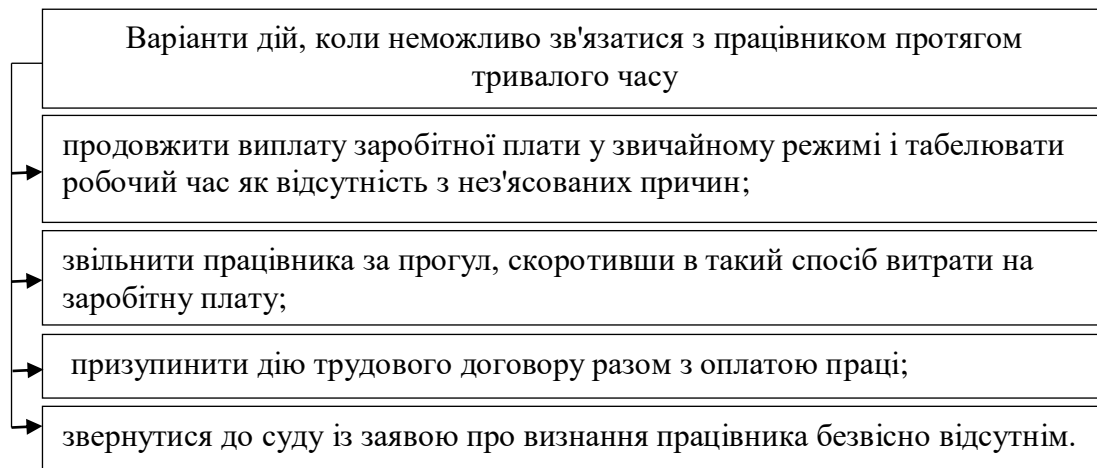 Варіанти дій, коли неможливо зв'язатися з працівником протягом
тривалого часу
продовжити виплату заробітної плати у звичайному режимі і табелювати
робочий час як відсутність з нез'ясованих причин;
звільнити працівника за прогул, скоротивши в такий спосіб витрати на
заробітну плату;
призупинити дію трудового договору разом з оплатою праці;
звернутися до суду із заявою про визнання працівника безвісно відсутнім.